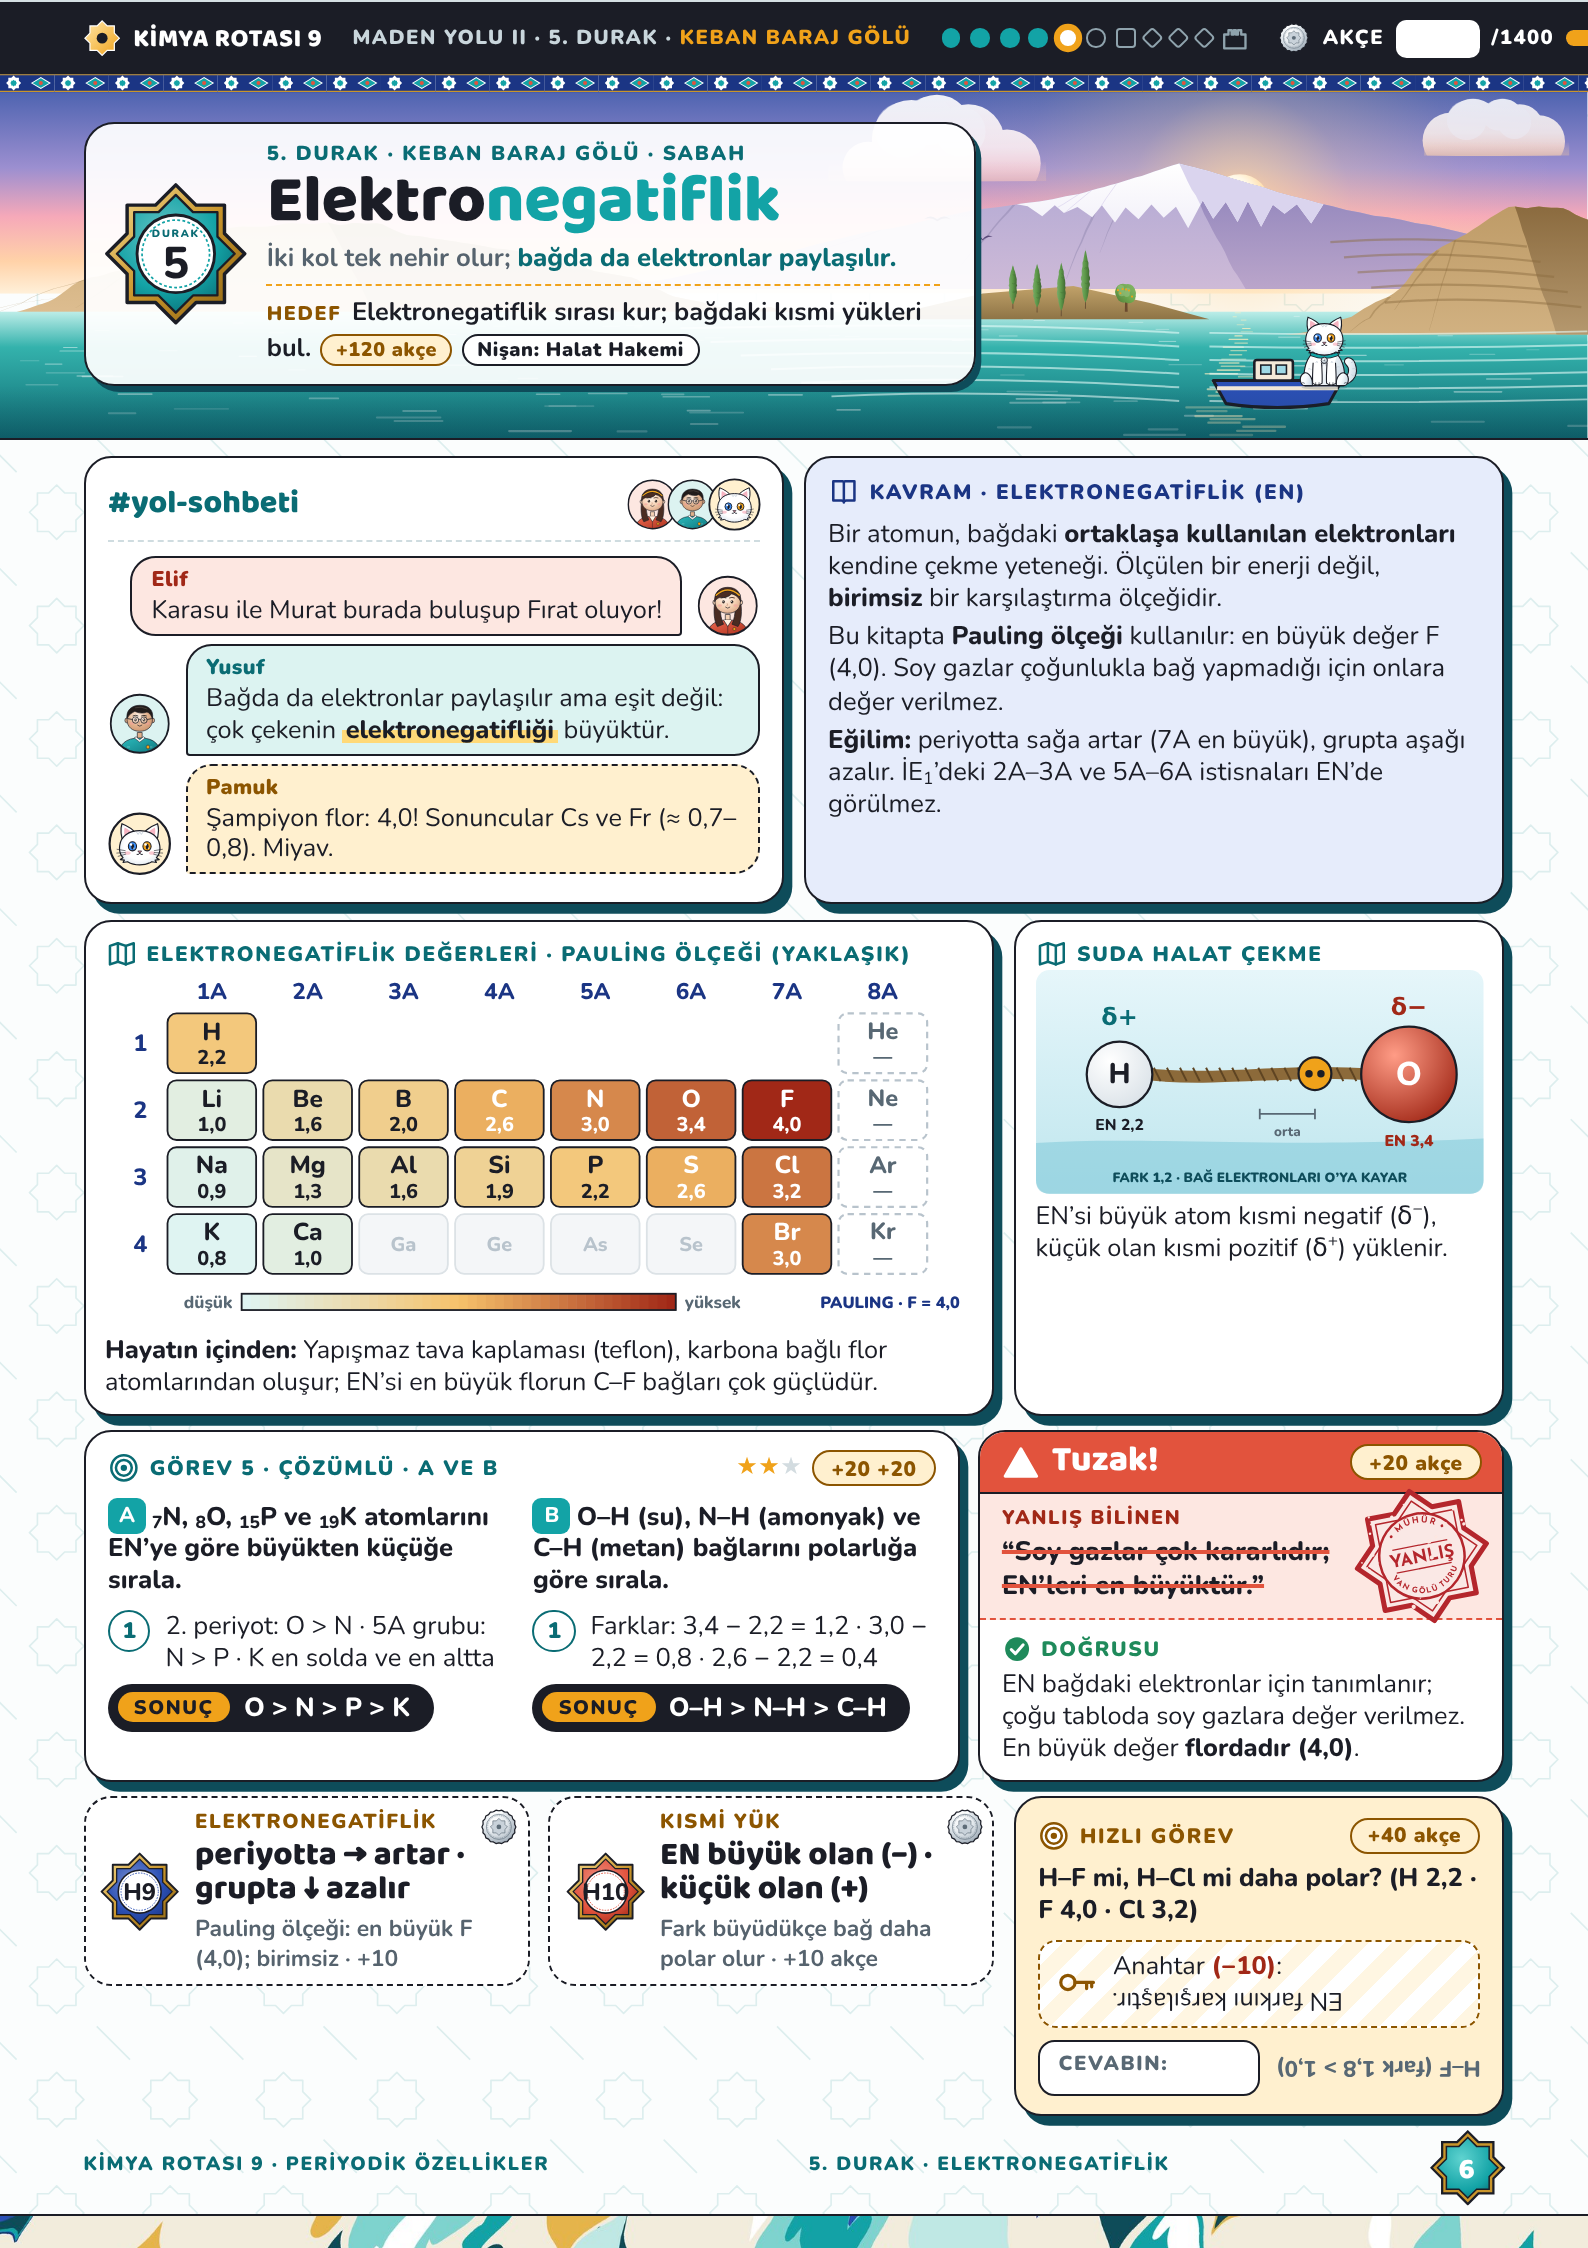 KİMYA ROTASI 9
MADEN YOLU II · 5. DURAK · KEBAN BARAJ GÖLÜ
AKÇE /1400
5. DURAK · KEBAN BARAJ GÖLÜ · SABAH
Elektronegatiflik
DURAK
5
İki kol tek nehir olur; bağda da elektronlar paylaşılır.
HEDEF Elektronegatiflik sırası kur; bağdaki kısmi yükleri
bul. +120 akçe Nişan: Halat Hakemi
#yol-sohbeti
Elif
Karasu ile Murat burada buluşup Fırat oluyor!
Yusuf
Bağda da elektronlar paylaşılır ama eşit değil:
çok çekenin elektronegatifliği büyüktür.
Pamuk
Şampiyon flor: 4,0! Sonuncular Cs ve Fr (≈ 0,7–
0,8). Miyav.
KAVRAM · ELEKTRONEGATİFLİK (EN)
Bir atomun, bağdaki ortaklaşa kullanılan elektronları
kendine çekme yeteneği. Ölçülen bir enerji değil,
birimsiz bir karşılaştırma ölçeğidir.
Bu kitapta Pauling ölçeği kullanılır: en büyük değer F
(4,0). Soy gazlar çoğunlukla bağ yapmadığı için onlara
değer verilmez.
Eğilim: periyotta sağa artar (7A en büyük), grupta aşağı
azalır. İE₁’deki 2A–3A ve 5A–6A istisnaları EN’de
görülmez.
ELEKTRONEGATİFLİK DEĞERLERİ · PAULİNG ÖLÇEĞİ (YAKLAŞIK)
1A 2A 3A 4A 5A 6A 7A 8A
1 H He
2,2 —
2 Li Be B C N O F Ne
1,0 1,6 2,0 2,6 3,0 3,4 4,0 —
3 Na Mg Al Si P S Cl Ar
0,9 1,3 1,6 1,9 2,2 2,6 3,2 —
4 K Ca Ga Ge As Se Br Kr
0,8 1,0 3,0 —
düşük yüksek PAULING · F = 4,0
Hayatın içinden: Yapışmaz tava kaplaması (teflon), karbona bağlı flor
atomlarından oluşur; EN’si en büyük florun C–F bağları çok güçlüdür.
SUDA HALAT ÇEKME
δ+ δ−
H O
EN 2,2 orta EN 3,4
FARK 1,2 · BAĞ ELEKTRONLARI O’YA KAYAR
EN’si büyük atom kısmi negatif (δ⁻),
küçük olan kısmi pozitif (δ⁺) yüklenir.
GÖREV 5 · ÇÖZÜMLÜ · A VE B
+20 +20
A ₇N, ₈O, ₁₅P ve ₁₉K atomlarını
EN’ye göre büyükten küçüğe
sırala.
1 2. periyot: O > N · 5A grubu:
N > P · K en solda ve en altta
SONUÇ O > N > P > K
B O–H (su), N–H (amonyak) ve
C–H (metan) bağlarını polarlığa
göre sırala.
1 Farklar: 3,4 − 2,2 = 1,2 · 3,0 −
2,2 = 0,8 · 2,6 − 2,2 = 0,4
SONUÇ O–H > N–H > C–H
Tuzak! +20 akçe
YANLIŞ BİLİNEN
“Soy gazlar çok kararlıdır;
EN’leri en büyüktür.”
MÜHÜR
YANLIŞ
VAN GÖLÜ TURU
DOĞRUSU
EN bağdaki elektronlar için tanımlanır;
çoğu tabloda soy gazlara değer verilmez.
En büyük değer flordadır (4,0).
H9
ELEKTRONEGATİFLİK
periyotta → artar ·
grupta ↓ azalır
Pauling ölçeği: en büyük F
(4,0); birimsiz · +10
H10
KISMİ YÜK
EN büyük olan (−) ·
küçük olan (+)
Fark büyüdükçe bağ daha
polar olur · +10 akçe
HIZLI GÖREV +40 akçe
H–F mi, H–Cl mi daha polar? (H 2,2 ·
F 4,0 · Cl 3,2)
Anahtar (−10):
EN farkını karşılaştır.
CEVABIN:
H–F (fark 1,8 > 1,0)
KİMYA ROTASI 9 · PERİYODİK ÖZELLİKLER
5. DURAK · ELEKTRONEGATİFLİK
6